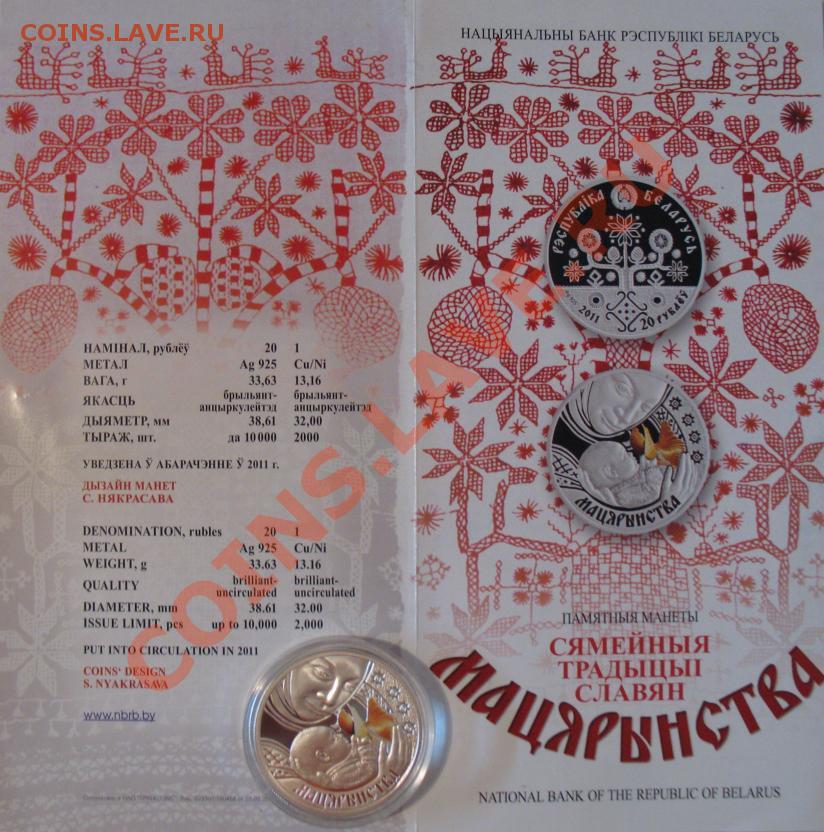 COINS.LAVE.RU
НАЦЫЯНАЛЬНЫ БАНК РЭСПУБЛІКІ БЕЛАРУСЬ
РЭСПУБЛІКА БЕЛАРУСЬ
2011 20 РУБЛЁЎ
МАЦЯРЫНСТВА
НАМІНАЛ, рублёў 20 1
МЕТАЛ Ag 925 Cu/Ni
ВАГА, г 33,63 13,16
ЯКАСЦЬ брыльянт-анцыркулейтэд брыльянт-анцыркулейтэд
ДЫЯМЕТР, мм 38,61 32,00
ТЫРАЖ, шт. да 10 000 2000
УВЕДЗЕНА Ў АБАРАЧЭННЕ Ў 2011 г.
ДЫЗАЙН МАНЕТ
С. НЯКРАСАВА
DENOMINATION, rubles 20 1
METAL Ag 925 Cu/Ni
WEIGHT, g 33.63 13.16
QUALITY brilliant-uncirculated brilliant-uncirculated
DIAMETER, mm 38.61 32.00
ISSUE LIMIT, pcs up to 10,000 2,000
PUT INTO CIRCULATION IN 2011
COINS' DESIGN
S. NYAKRASAVA
www.nbrb.by
МАЦЯРЫНСТВА
ПАМЯТНЫЯ МАНЕТЫ
СЯМЕЙНЫЯ
ТРАДЫЦЫІ
СЛАВЯН
МАЦЯРЫНСТВА
NATIONAL BANK OF THE REPUBLIC OF BELARUS
COINS.LAVE.RU